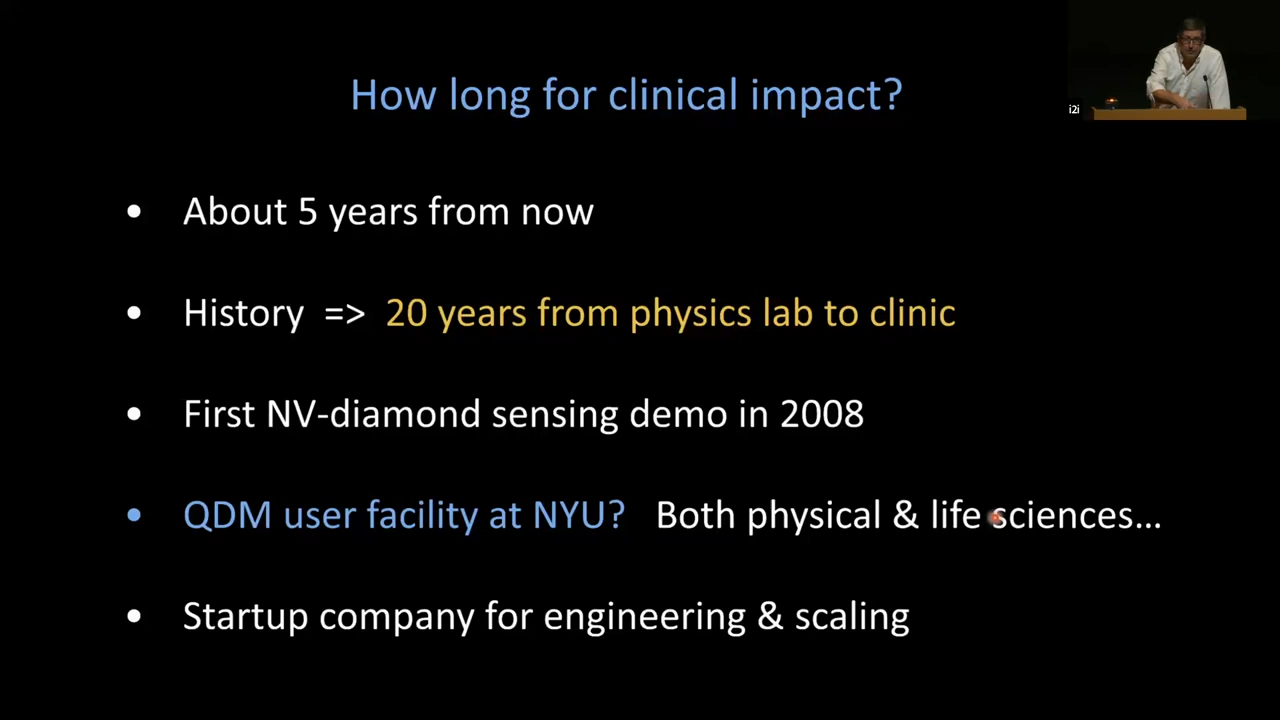 How long for clinical impact?
i2i
• About 5 years from now
• History => 20 years from physics lab to clinic
• First NV-diamond sensing demo in 2008
• QDM user facility at NYU? Both physical & life sciences...
• Startup company for engineering & scaling